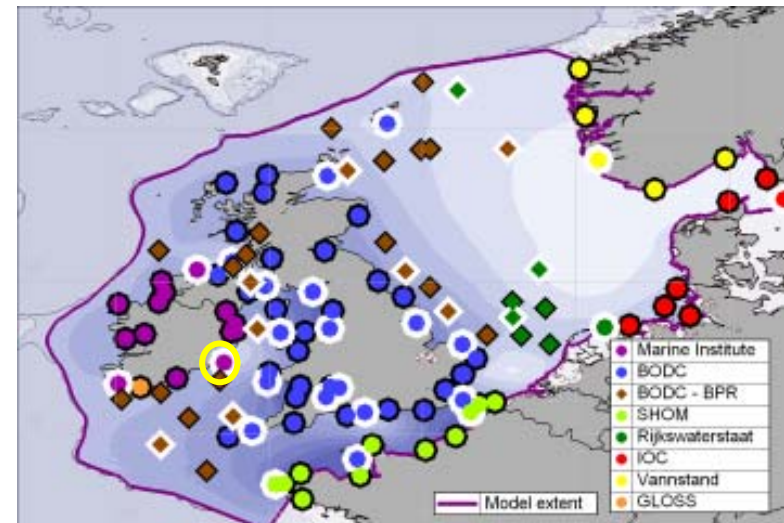 Marine Institute
BODC
BODC - BPR
SHOM
Rijkswaterstaat
IOC
Vannstand
GLOSS
Model extent